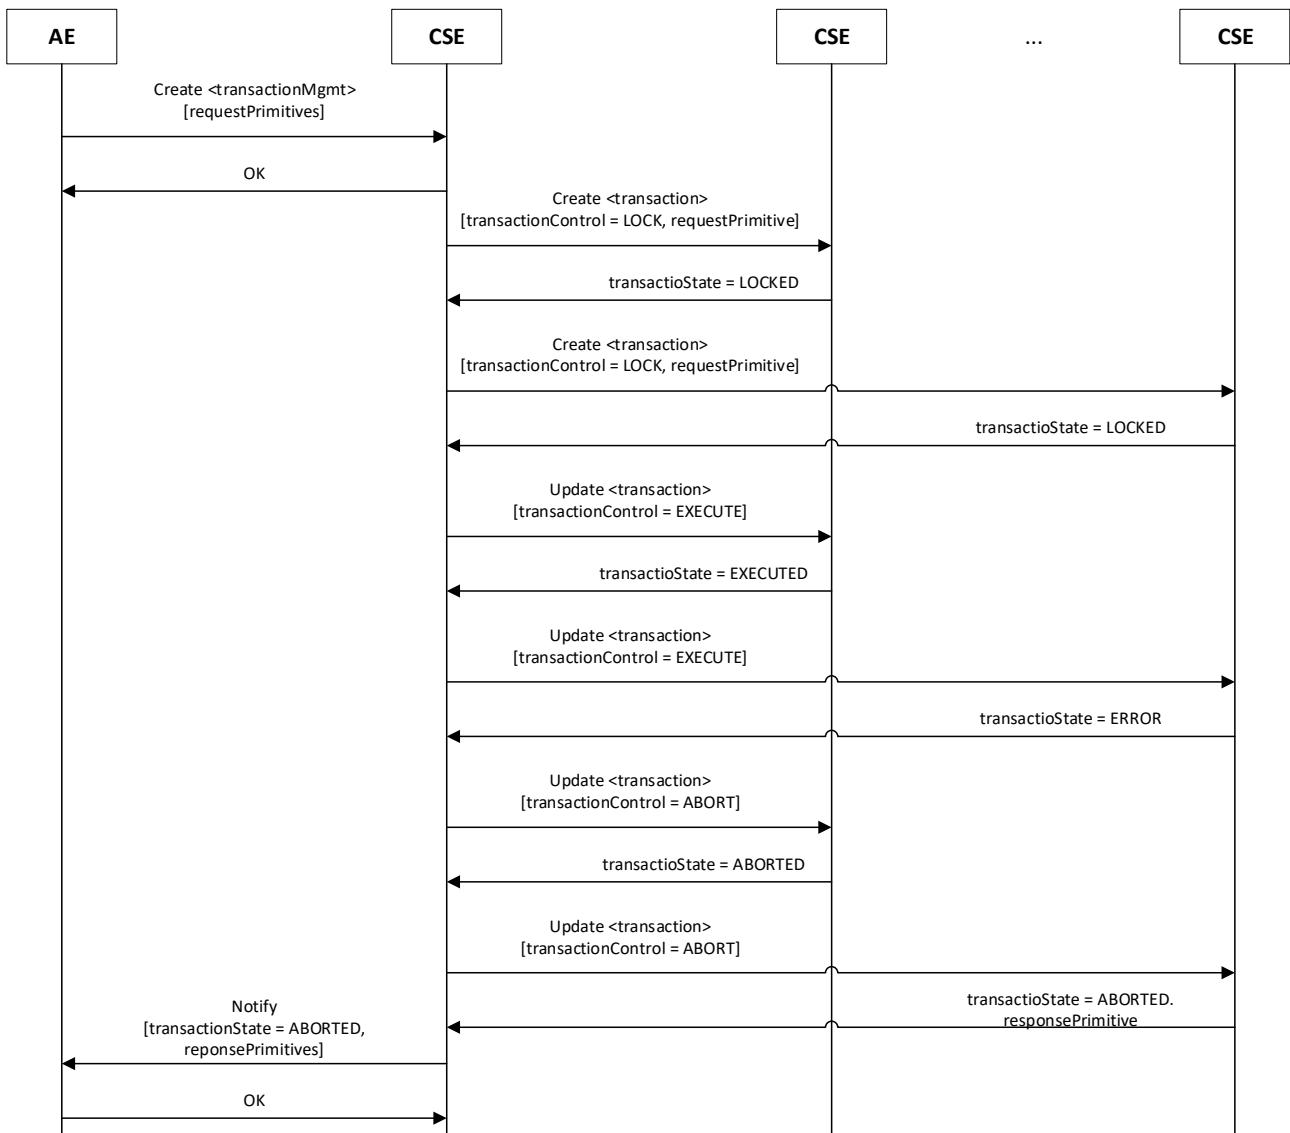 AE
CSE
CSE
...
CSE
Create <transactionMgmt>
[requestPrimitives]
OK
Create <transaction>
[transactionControl = LOCK, requestPrimitive]
transactioState = LOCKED
Create <transaction>
[transactionControl = LOCK, requestPrimitive]
transactioState = LOCKED
Update <transaction>
[transactionControl = EXECUTE]
transactioState = EXECUTED
Update <transaction>
[transactionControl = EXECUTE]
transactioState = ERROR
Update <transaction>
[transactionControl = ABORT]
transactioState = ABORTED
Update <transaction>
[transactionControl = ABORT]
transactioState = ABORTED.
responsePrimitive
Notify
[transactionState = ABORTED,
reponsePrimitives]
OK